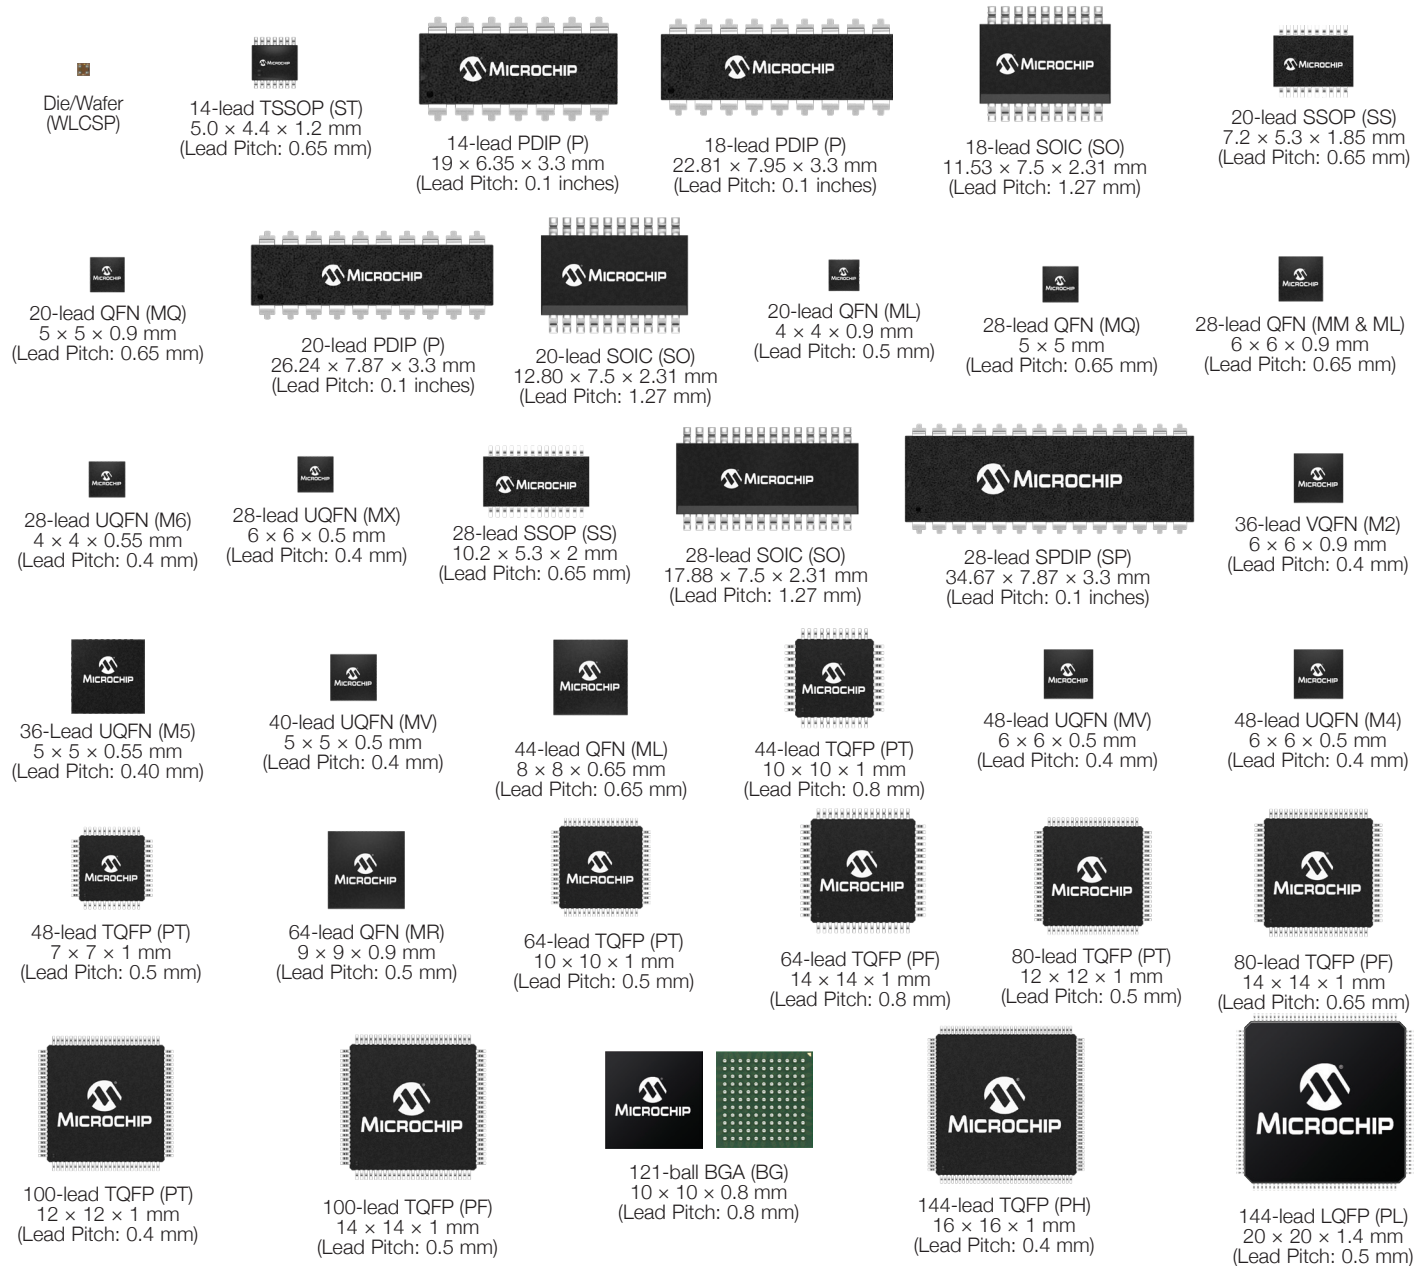 Die/Wafer
(WLCSP)
MICROCHIP
14-lead TSSOP (ST)
5.0 × 4.4 × 1.2 mm
(Lead Pitch: 0.65 mm)
MICROCHIP
14-lead PDIP (P)
19 × 6.35 × 3.3 mm
(Lead Pitch: 0.1 inches)
MICROCHIP
18-lead PDIP (P)
22.81 × 7.95 × 3.3 mm
(Lead Pitch: 0.1 inches)
MICROCHIP
18-lead SOIC (SO)
11.53 × 7.5 × 2.31 mm
(Lead Pitch: 1.27 mm)
MICROCHIP
20-lead SSOP (SS)
7.2 × 5.3 × 1.85 mm
(Lead Pitch: 0.65 mm)
MICROCHIP
20-lead QFN (MQ)
5 × 5 × 0.9 mm
(Lead Pitch: 0.65 mm)
MICROCHIP
20-lead PDIP (P)
26.24 × 7.87 × 3.3 mm
(Lead Pitch: 0.1 inches)
MICROCHIP
20-lead SOIC (SO)
12.80 × 7.5 × 2.31 mm
(Lead Pitch: 1.27 mm)
MICROCHIP
20-lead QFN (ML)
4 × 4 × 0.9 mm
(Lead Pitch: 0.5 mm)
MICROCHIP
28-lead QFN (MQ)
5 × 5 mm
(Lead Pitch: 0.65 mm)
MICROCHIP
28-lead QFN (MM & ML)
6 × 6 × 0.9 mm
(Lead Pitch: 0.65 mm)
MICROCHIP
28-lead UQFN (M6)
4 × 4 × 0.55 mm
(Lead Pitch: 0.4 mm)
MICROCHIP
28-lead UQFN (MX)
6 × 6 × 0.5 mm
(Lead Pitch: 0.4 mm)
MICROCHIP
28-lead SSOP (SS)
10.2 × 5.3 × 2 mm
(Lead Pitch: 0.65 mm)
MICROCHIP
28-lead SOIC (SO)
17.88 × 7.5 × 2.31 mm
(Lead Pitch: 1.27 mm)
MICROCHIP
28-lead SPDIP (SP)
34.67 × 7.87 × 3.3 mm
(Lead Pitch: 0.1 inches)
MICROCHIP
36-lead VQFN (M2)
6 × 6 × 0.9 mm
(Lead Pitch: 0.4 mm)
MICROCHIP
36-Lead UQFN (M5)
5 × 5 × 0.55 mm
(Lead Pitch: 0.40 mm)
MICROCHIP
40-lead UQFN (MV)
5 × 5 × 0.5 mm
(Lead Pitch: 0.4 mm)
MICROCHIP
44-lead QFN (ML)
8 × 8 × 0.65 mm
(Lead Pitch: 0.65 mm)
MICROCHIP
44-lead TQFP (PT)
10 × 10 × 1 mm
(Lead Pitch: 0.8 mm)
MICROCHIP
48-lead UQFN (MV)
6 × 6 × 0.5 mm
(Lead Pitch: 0.4 mm)
MICROCHIP
48-lead UQFN (M4)
6 × 6 × 0.5 mm
(Lead Pitch: 0.4 mm)
MICROCHIP
48-lead TQFP (PT)
7 × 7 × 1 mm
(Lead Pitch: 0.5 mm)
MICROCHIP
64-lead QFN (MR)
9 × 9 × 0.9 mm
(Lead Pitch: 0.5 mm)
MICROCHIP
64-lead TQFP (PT)
10 × 10 × 1 mm
(Lead Pitch: 0.5 mm)
MICROCHIP
64-lead TQFP (PF)
14 × 14 × 1 mm
(Lead Pitch: 0.8 mm)
MICROCHIP
80-lead TQFP (PT)
12 × 12 × 1 mm
(Lead Pitch: 0.5 mm)
MICROCHIP
80-lead TQFP (PF)
14 × 14 × 1 mm
(Lead Pitch: 0.65 mm)
MICROCHIP
100-lead TQFP (PT)
12 × 12 × 1 mm
(Lead Pitch: 0.4 mm)
MICROCHIP
100-lead TQFP (PF)
14 × 14 × 1 mm
(Lead Pitch: 0.5 mm)
MICROCHIP
121-ball BGA (BG)
10 × 10 × 0.8 mm
(Lead Pitch: 0.8 mm)
MICROCHIP
144-lead TQFP (PH)
16 × 16 × 1 mm
(Lead Pitch: 0.4 mm)
MICROCHIP
144-lead LQFP (PL)
20 × 20 × 1.4 mm
(Lead Pitch: 0.5 mm)